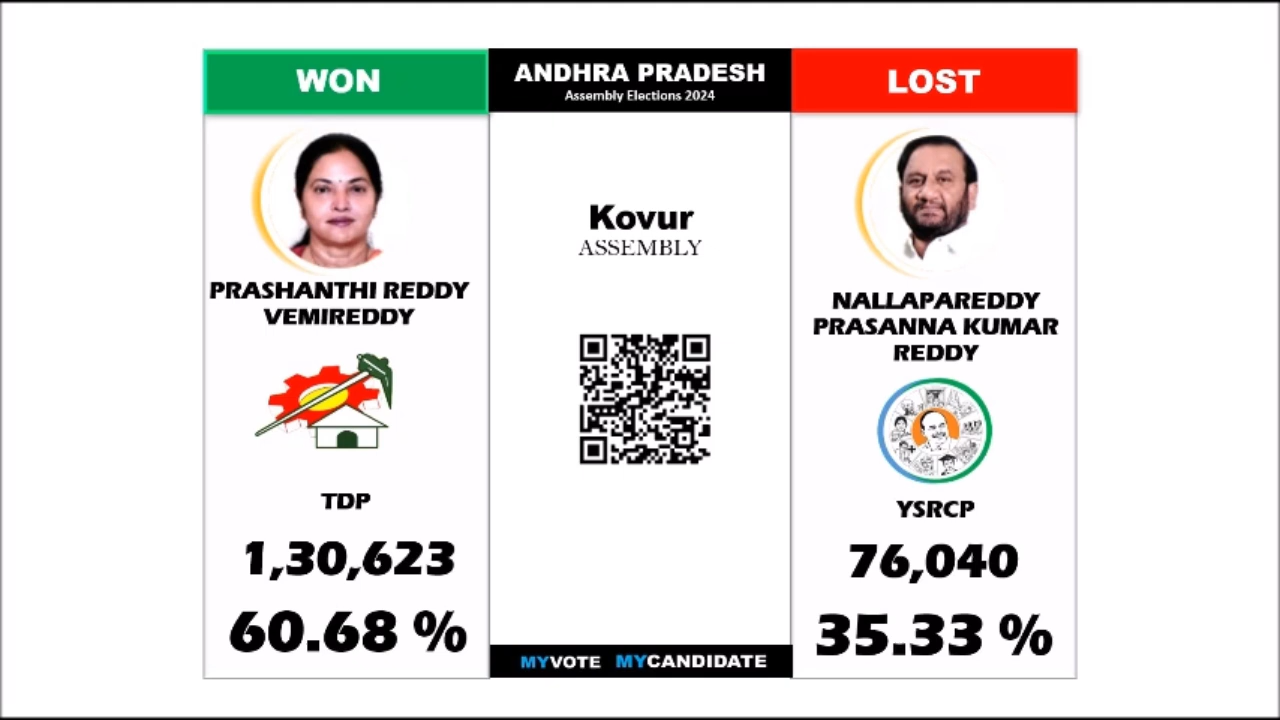 WON
PRASHANTHI REDDY
VEMIREDDY
TDP
1,30,623
60.68 %
ANDHRA PRADESH
Assembly Elections 2024
Kovur
ASSEMBLY
MYVOTE MYCANDIDATE
LOST
NALLAPAREDDY
PRASANNA KUMAR
REDDY
YSRCP
76,040
35.33 %